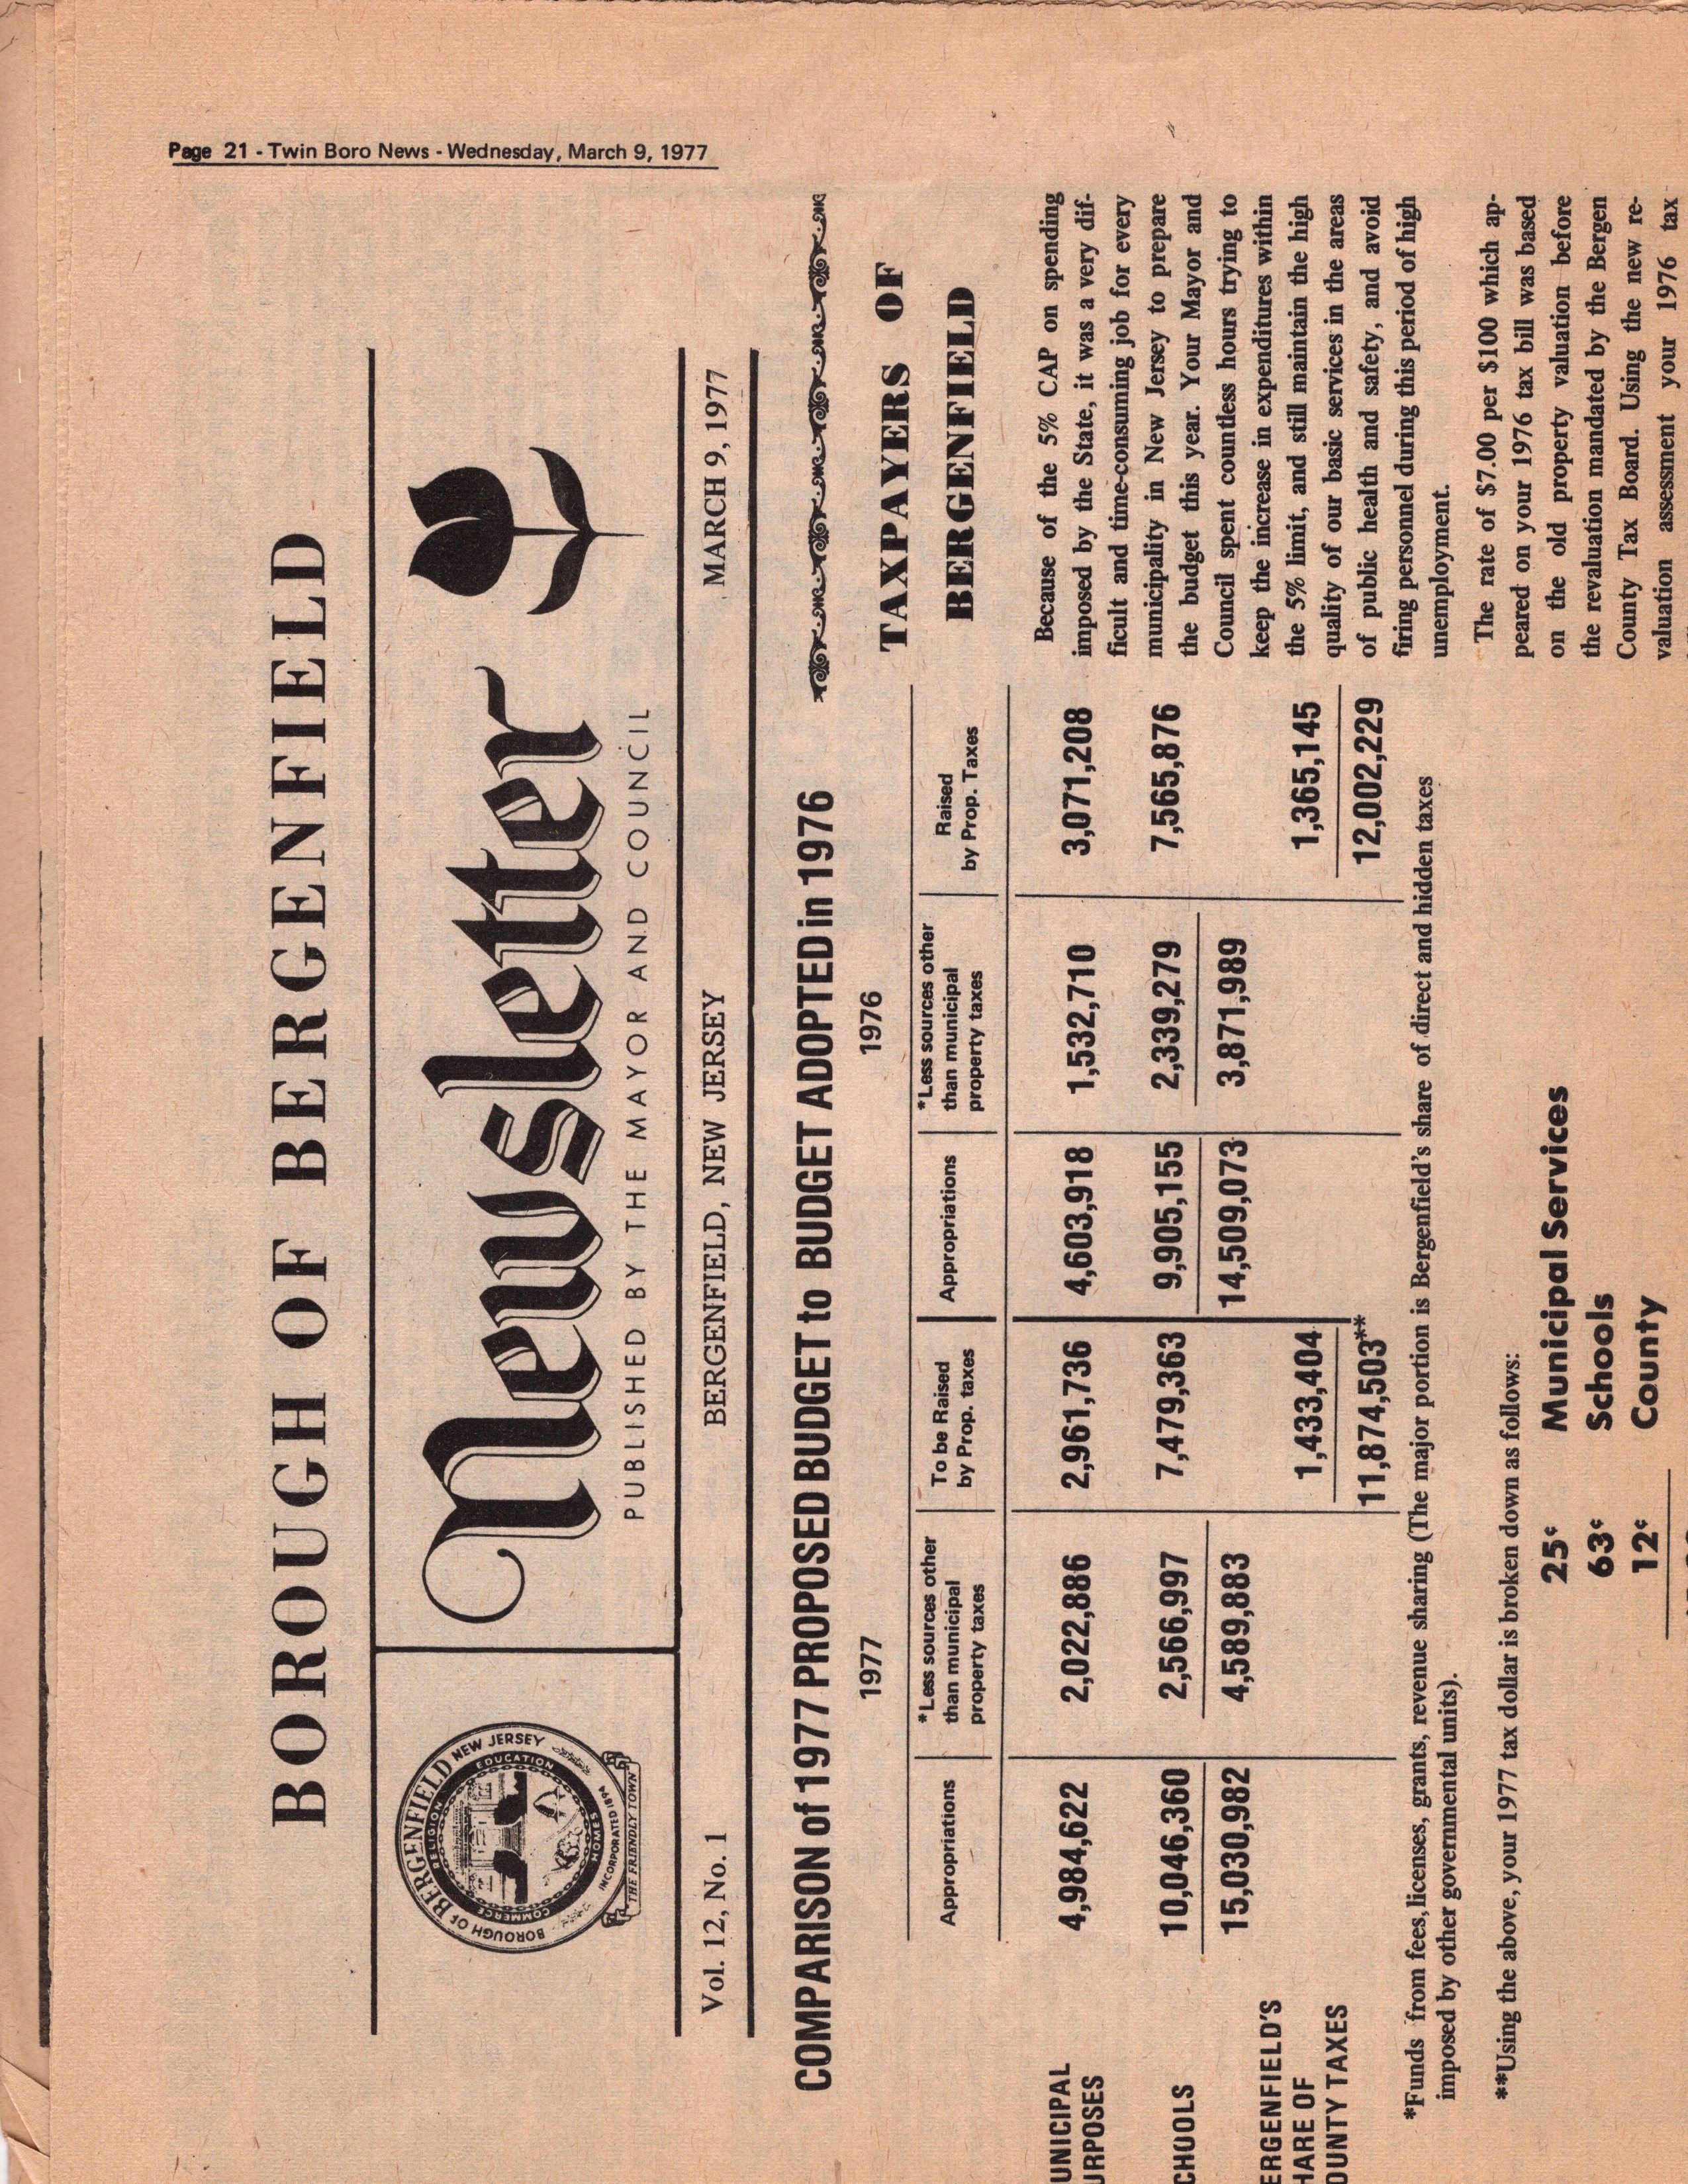 Page 21 - Twin Boro News - Wednesday, March 9, 1977
BOROUGH OF BERGENFIELD
BOROUGH OF BERGENFIELD NEW JERSEY
RELIGION EDUCATION
COMMERCE HOMES
INCORPORATED 1894
THE FRIENDLY TOWN
Newsletter
PUBLISHED BY THE MAYOR AND COUNCIL
Vol. 12, No. 1 BERGENFIELD, NEW JERSEY MARCH 9, 1977
COMPARISON of 1977 PROPOSED BUDGET to BUDGET ADOPTED in 1976
1977 1976
Appropriations *Less sources other than municipal property taxes To be Raised by Prop. taxes Appropriations *Less sources other than municipal property taxes Raised by Prop. Taxes
UNICIPAL
URPOSES 4,984,622 2,022,886 2,961,736 4,603,918 1,532,710 3,071,208
CHOOLS 10,046,360 2,566,997 7,479,363 9,905,155 2,339,279 7,565,876
15,030,982 4,589,883 14,509,073 3,871,989
ERGENFIELD'S
HARE OF
OUNTY TAXES 1,433,404 1,365,145
11,874,503** 12,002,229
*Funds from fees, licenses, grants, revenue sharing (The major portion is Bergenfield's share of direct and hidden taxes
imposed by other governmental units).
**Using the above, your 1977 tax dollar is broken down as follows:
25¢ Municipal Services
63¢ Schools
12¢ County
TAXPAYERS OF
BERGENFIELD
Because of the 5% CAP on spending
imposed by the State, it was a very dif-
ficult and time-consuming job for every
municipality in New Jersey to prepare
the budget this year. Your Mayor and
Council spent countless hours trying to
keep the increase in expenditures within
the 5% limit, and still maintain the high
quality of our basic services in the areas
of public health and safety, and avoid
firing personnel during this period of high
unemployment.
The rate of $7.00 per $100 which ap-
peared on your 1976 tax bill was based
on the old property valuation before
the revaluation mandated by the Bergen
County Tax Board. Using the new re-
valuation assessment your 1976 tax